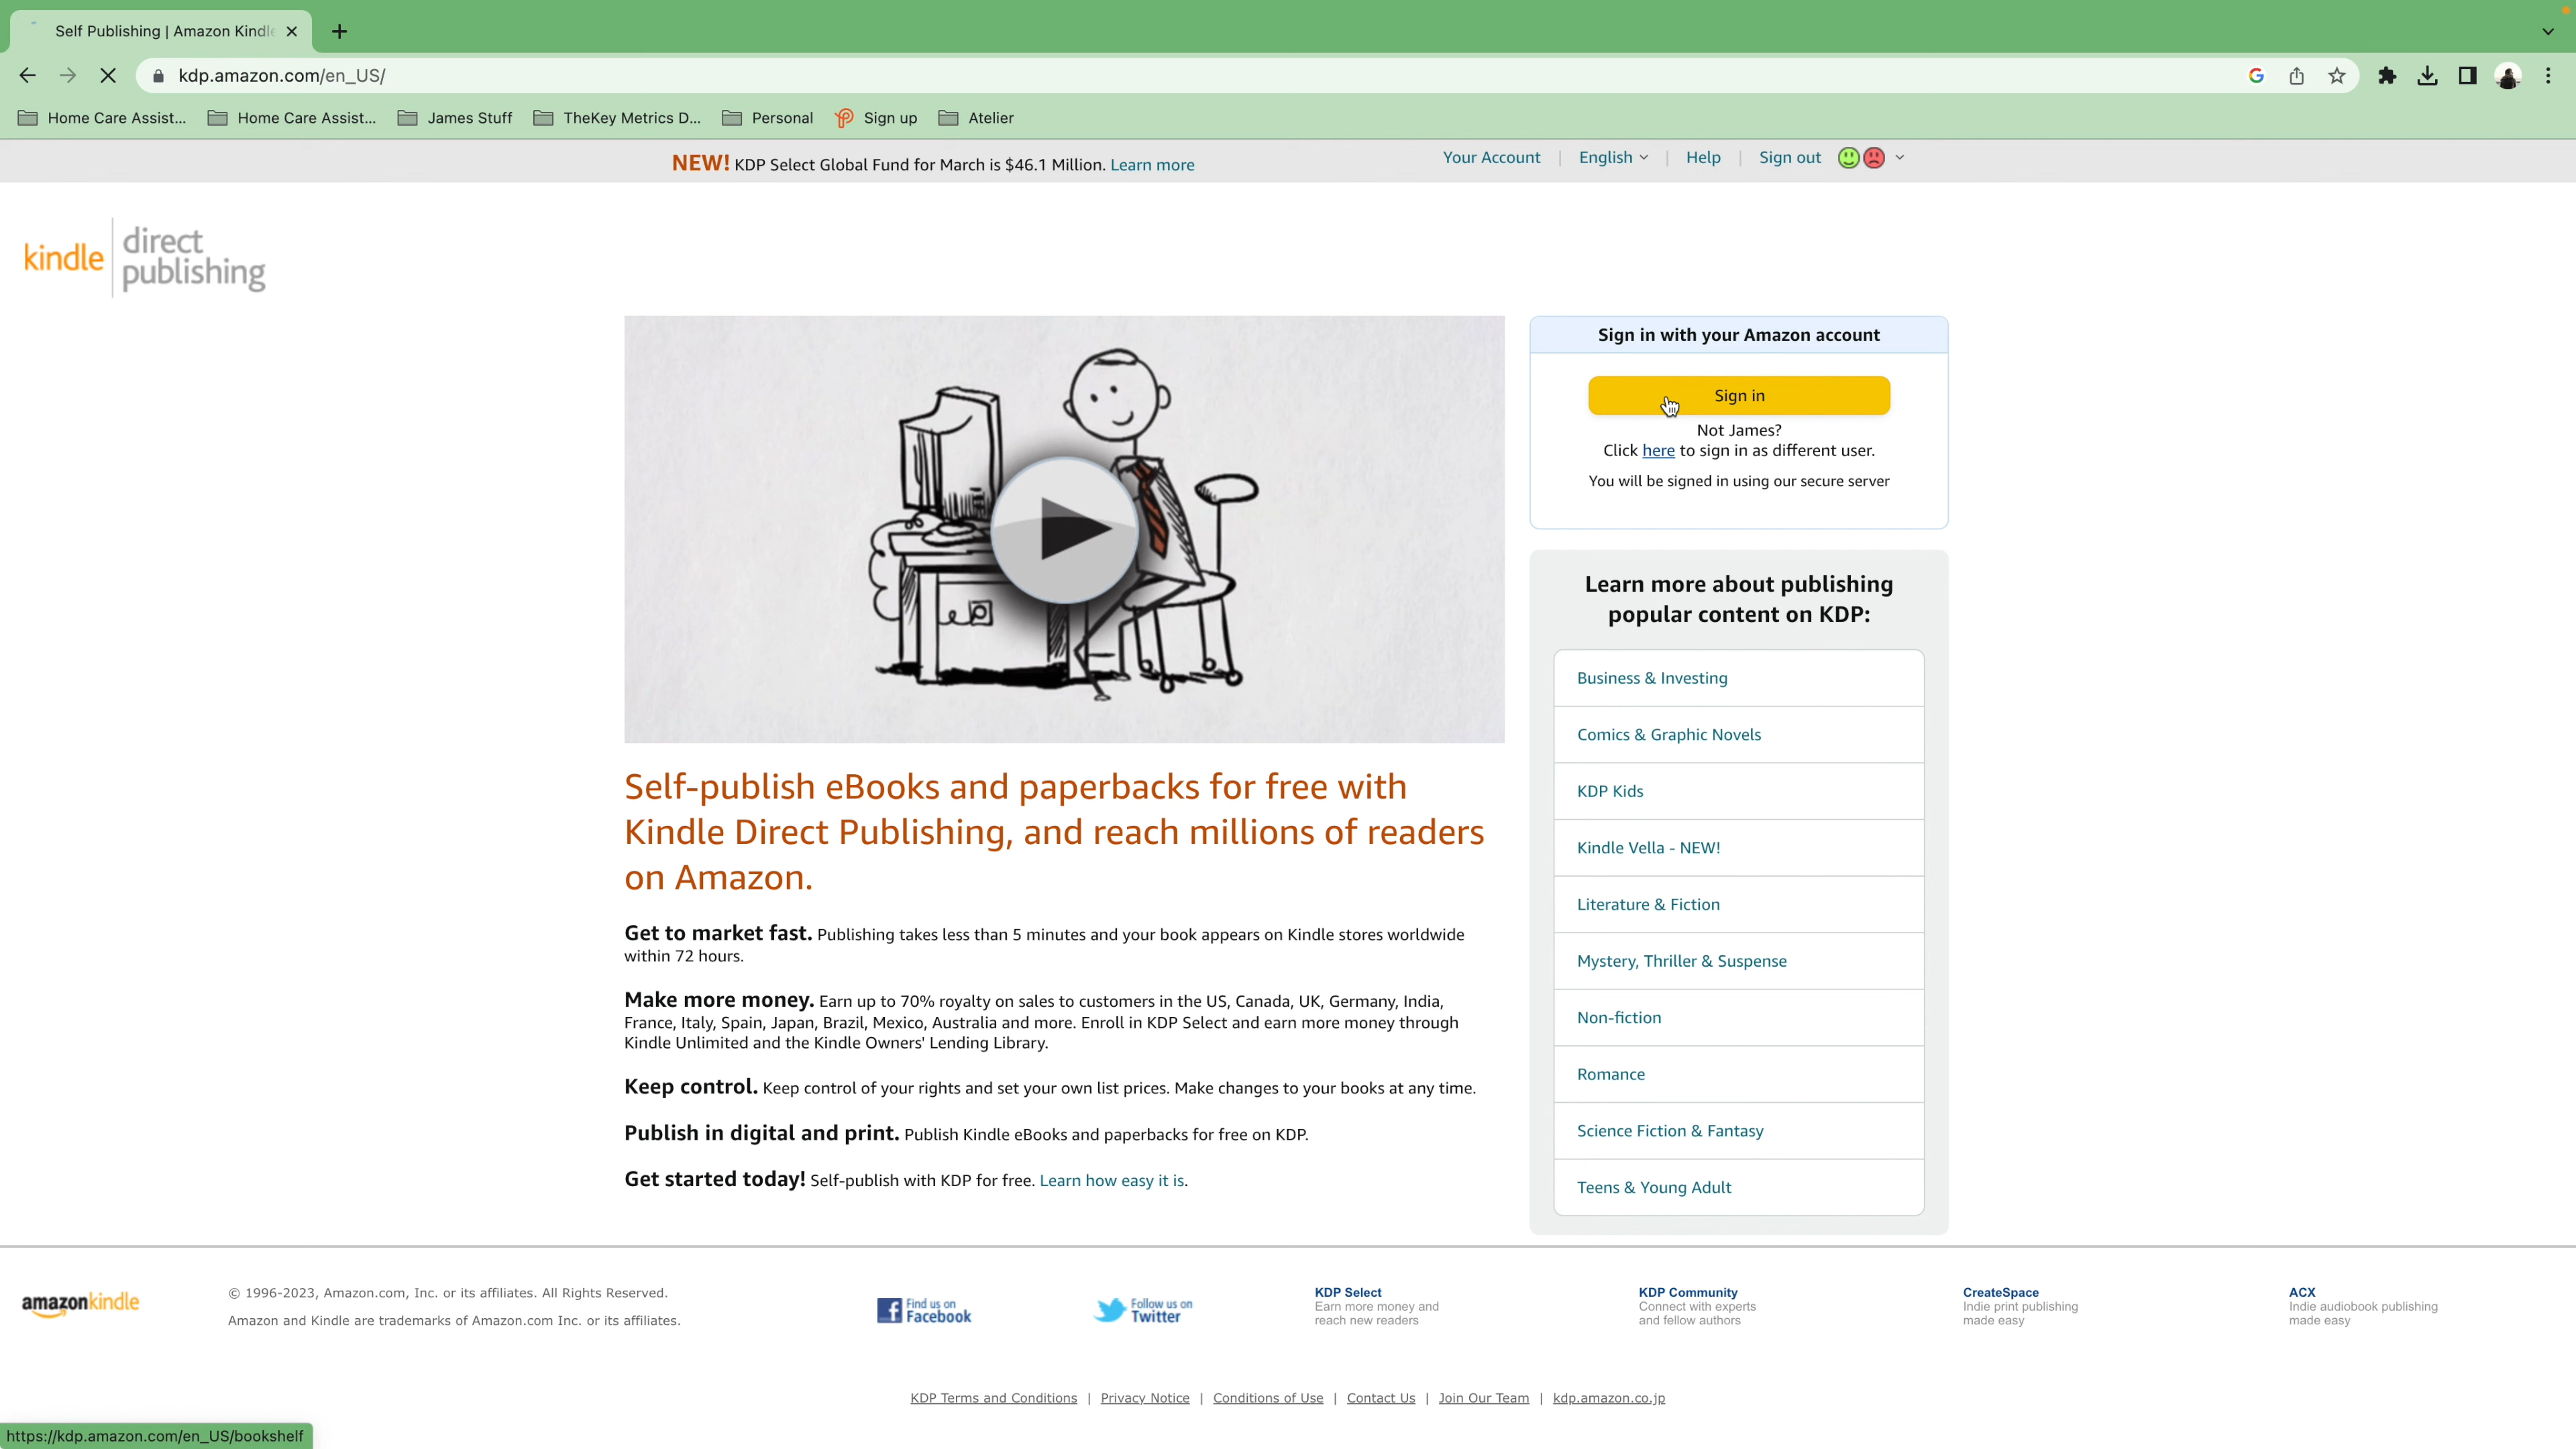 Self Publishing | Amazon Kindle
kdp.amazon.com/en_US/
Home Care Assist...
Home Care Assist...
James Stuff
TheKey Metrics D...
Personal
Sign up
Atelier
NEW! KDP Select Global Fund for March is $46.1 Million. Learn more
Your Account | English | Help | Sign out
kindle direct
publishing
Sign in with your Amazon account
Sign in
Not James?
Click here to sign in as different user.
You will be signed in using our secure server
Learn more about publishing
popular content on KDP:
Business & Investing
Comics & Graphic Novels
KDP Kids
Kindle Vella - NEW!
Literature & Fiction
Mystery, Thriller & Suspense
Non-fiction
Romance
Science Fiction & Fantasy
Teens & Young Adult
Self-publish eBooks and paperbacks for free with
Kindle Direct Publishing, and reach millions of readers
on Amazon.
Get to market fast. Publishing takes less than 5 minutes and your book appears on Kindle stores worldwide
within 72 hours.
Make more money. Earn up to 70% royalty on sales to customers in the US, Canada, UK, Germany, India,
France, Italy, Spain, Japan, Brazil, Mexico, Australia and more. Enroll in KDP Select and earn more money through
Kindle Unlimited and the Kindle Owners' Lending Library.
Keep control. Keep control of your rights and set your own list prices. Make changes to your books at any time.
Publish in digital and print. Publish Kindle eBooks and paperbacks for free on KDP.
Get started today! Self-publish with KDP for free. Learn how easy it is.
amazonkindle
© 1996-2023, Amazon.com, Inc. or its affiliates. All Rights Reserved.
Amazon and Kindle are trademarks of Amazon.com Inc. or its affiliates.
Find us on
Facebook
Follow us on
Twitter
KDP Select
Earn more money and
reach new readers
KDP Community
Connect with experts
and fellow authors
CreateSpace
Indie print publishing
made easy
ACX
Indie audiobook publishing
made easy
KDP Terms and Conditions | Privacy Notice | Conditions of Use | Contact Us | Join Our Team | kdp.amazon.co.jp
https://kdp.amazon.com/en_US/bookshelf